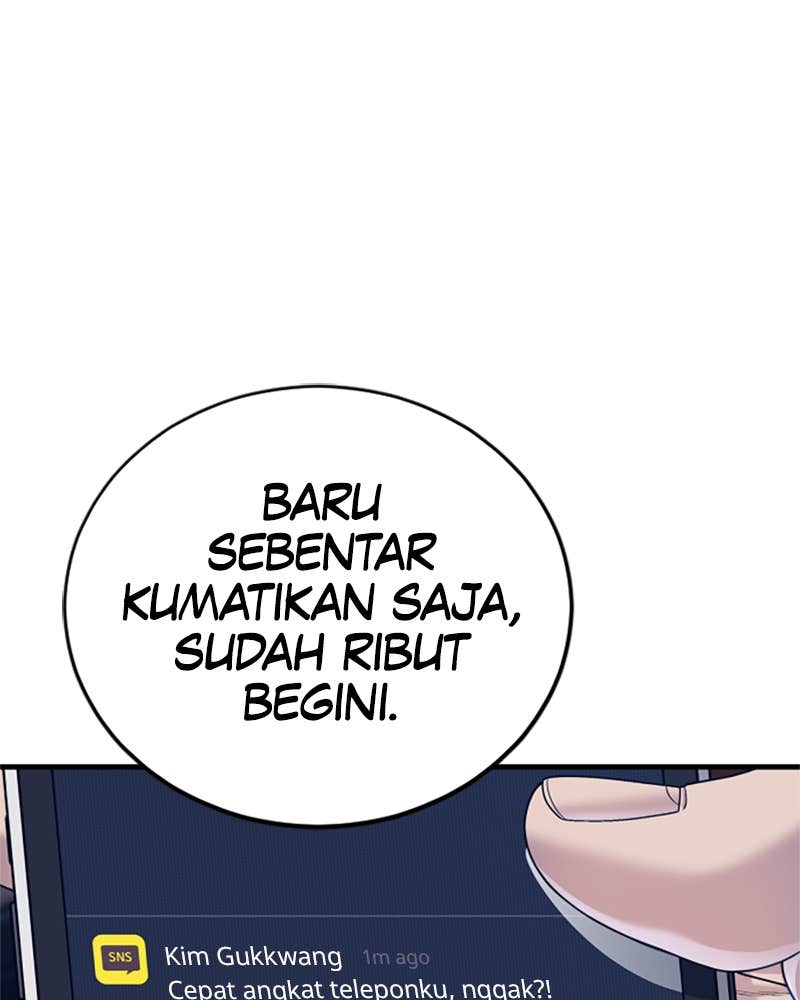 BARU
SEBENTAR
KUMATIKAN SAJA,
SUDAH RIBUT
BEGINI.
SNS
Kim Gukkwang 1m ago
Cepat angkat teleponku, nggak?!